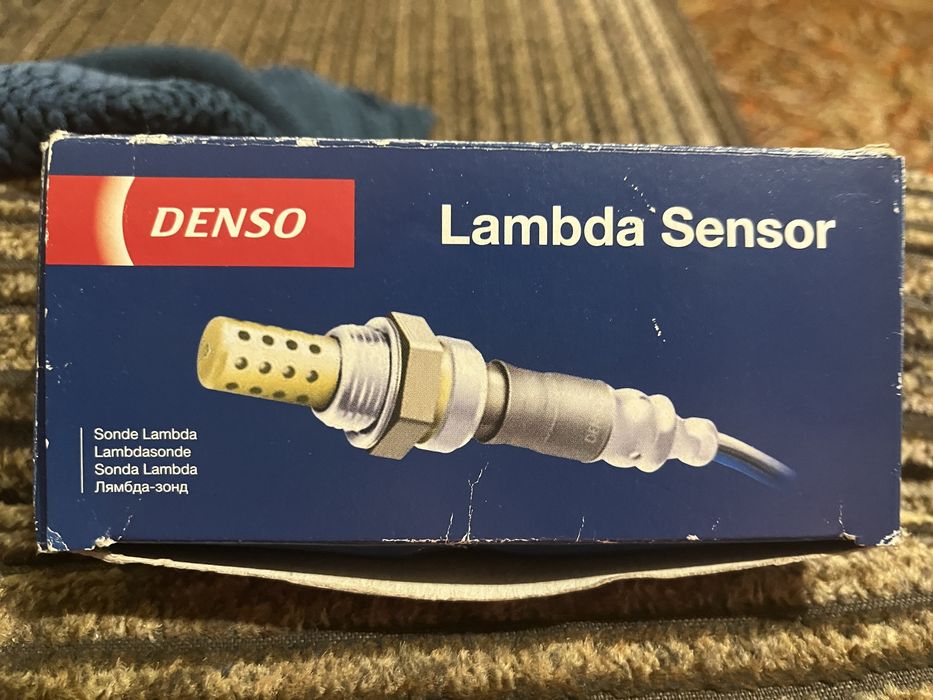 DENSO
Lambda Sensor
Sonde Lambda
Lambdasonde
Sonda Lambda
Лямбда-зонд